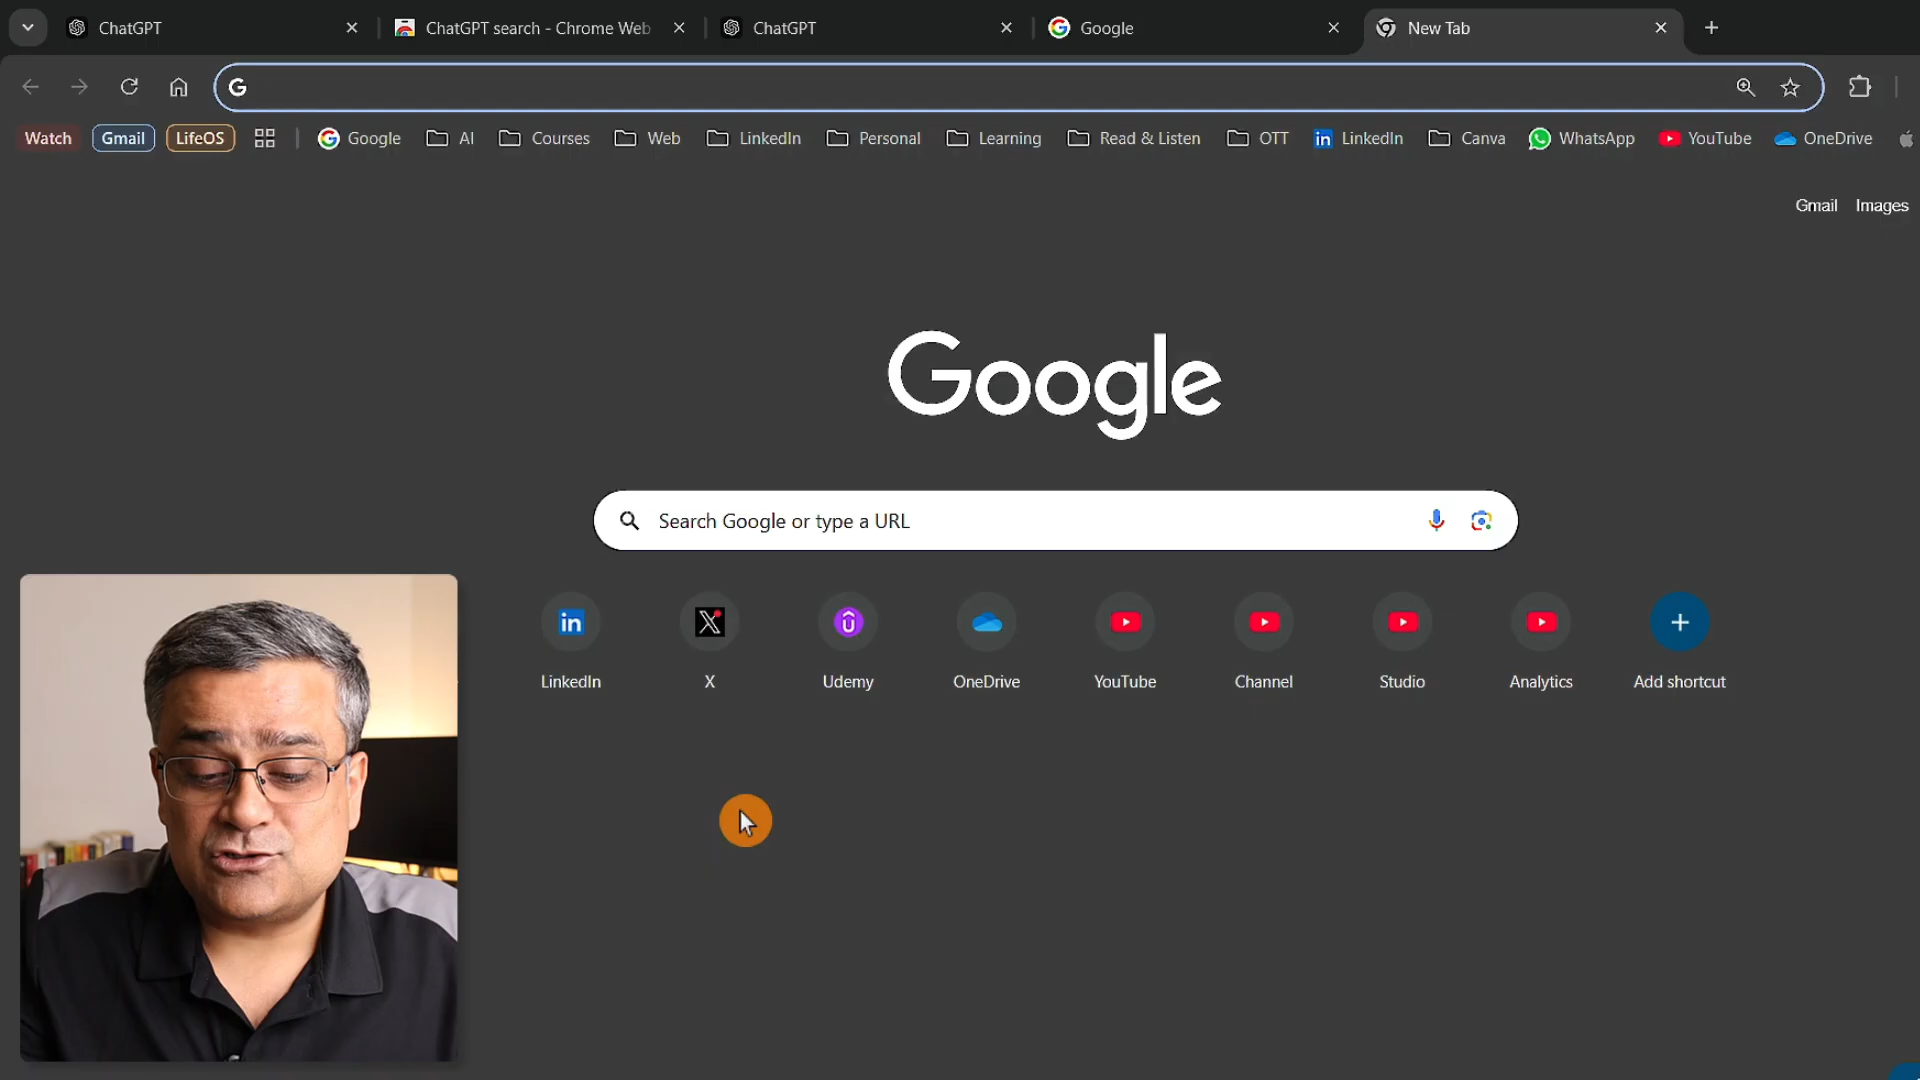 ChatGPT
ChatGPT search - Chrome Web
ChatGPT
Google
New Tab
Watch
Gmail
LifeOS
Google
AI
Courses
Web
LinkedIn
Personal
Learning
Read & Listen
OTT
LinkedIn
Canva
WhatsApp
YouTube
OneDrive
Gmail Images
Google
Search Google or type a URL
LinkedIn
X
Udemy
OneDrive
YouTube
Channel
Studio
Analytics
Add shortcut